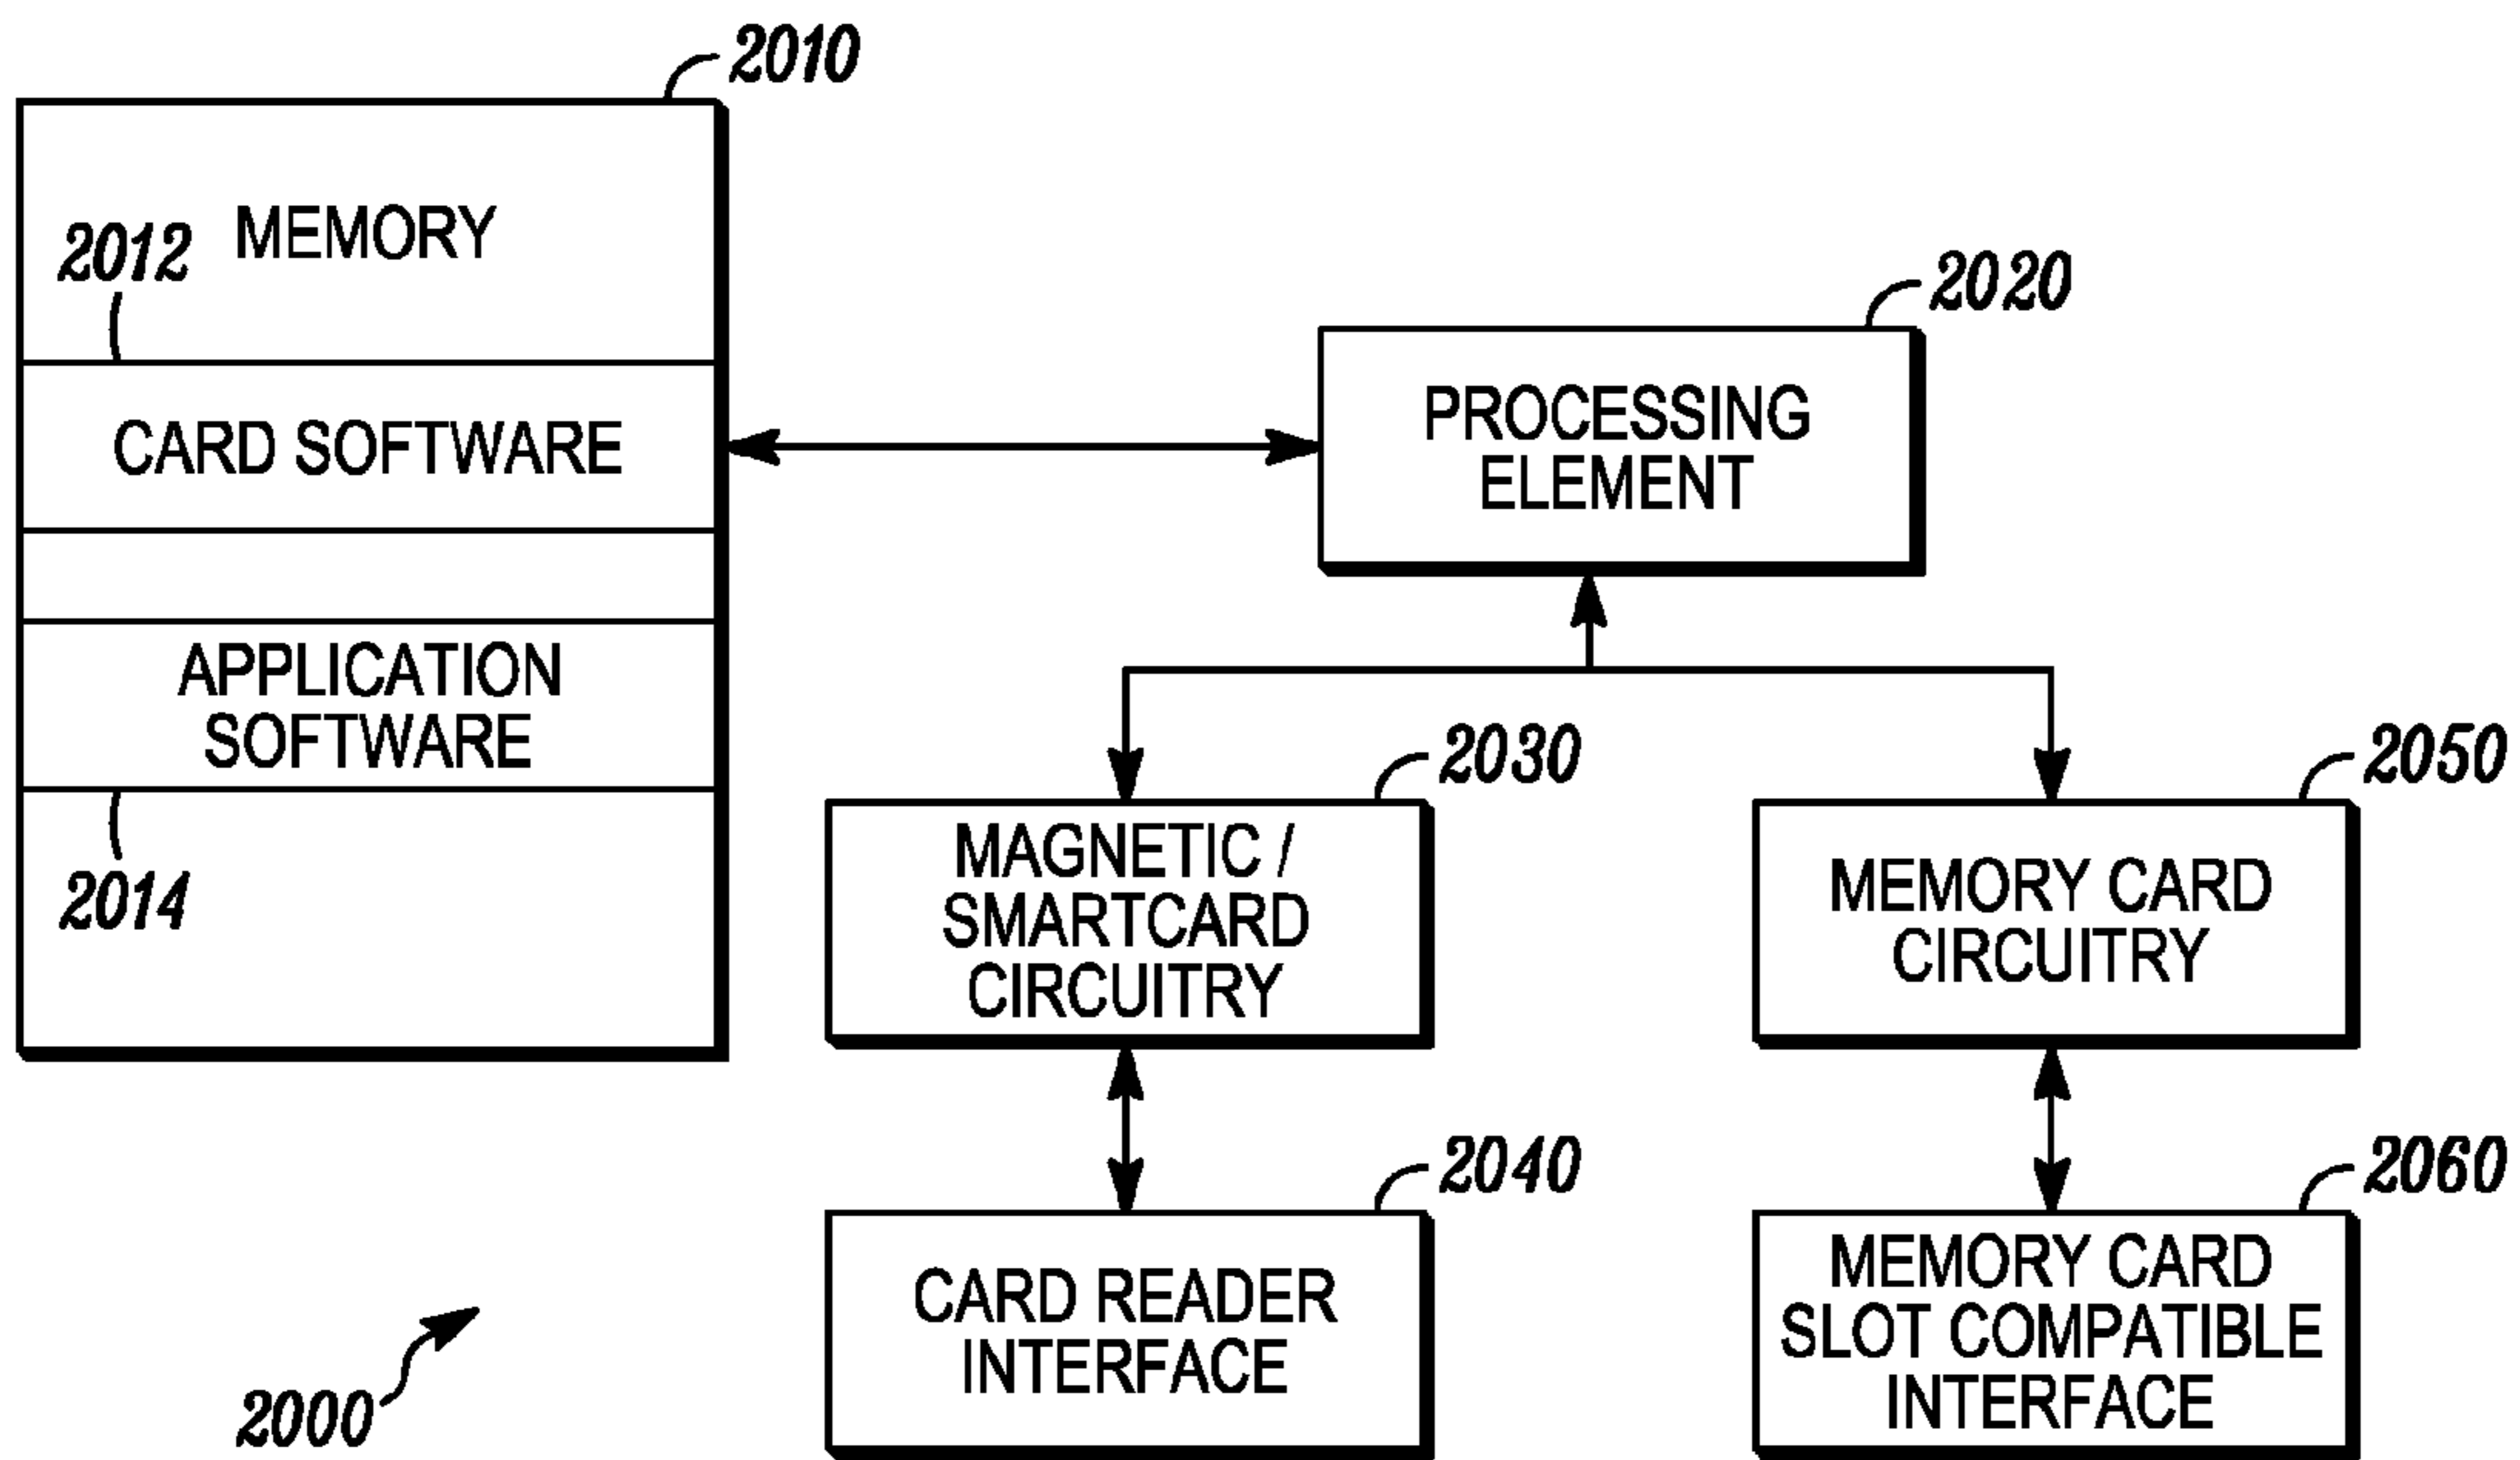 2010
MEMORY
2012
2020
CARD SOFTWARE
PROCESSING
ELEMENT
APPLICATION
SOFTWARE
2014
2030
MAGNETIC /
SMARTCARD
CIRCUITRY
2050
MEMORY CARD
CIRCUITRY
2040
CARD READER
INTERFACE
2060
MEMORY CARD
SLOT COMPATIBLE
INTERFACE
2000